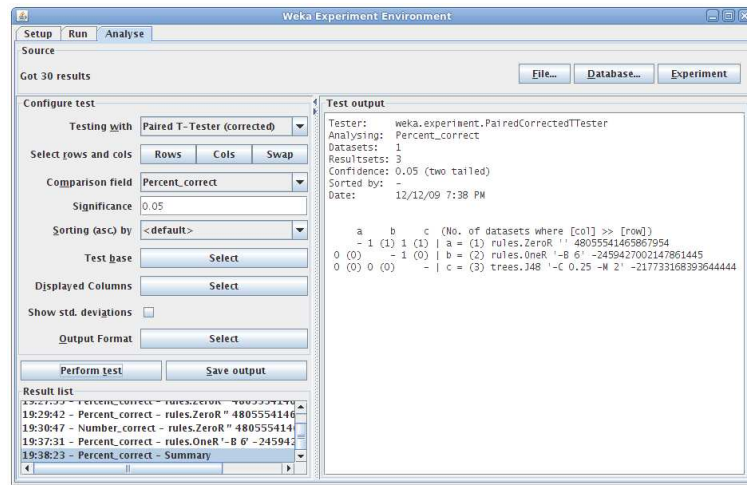 Weka Experiment Environment
Setup Run Analyse
Source
Got 30 results
File... Database... Experiment
Configure test
Testing with Paired T-Tester (corrected)
Select rows and cols Rows Cols Swap
Comparison field Percent_correct
Significance 0.05
Sorting (asc.) by <default>
Test base Select
Displayed Columns Select
Show std. deviations
Output Format Select
Perform test Save output
Result list
19:29:42 - Percent_correct - rules.ZeroR '' 4805554146
19:30:47 - Number_correct - rules.ZeroR '' 480555414
19:37:31 - Percent_correct - rules.OneR '-B 6' -245942
19:38:23 - Percent_correct - Summary
Test output
Tester: weka.experiment.PairedCorrectedTTester
Analysing: Percent_correct
Datasets: 1
Resultsets: 3
Confidence: 0.05 (two tailed)
Sorted by: -
Date: 12/12/09 7:38 PM
a b c (No. of datasets where [col] >> [row])
- 1 (1) 1 (1) | a = (1) rules.ZeroR '' 48055541465867954
0 (0) - 1 (0) | b = (2) rules.OneR '-B 6' -2459427002147861445
0 (0) 0 (0) - | c = (3) trees.J48 '-C 0.25 -M 2' -217733168393644444